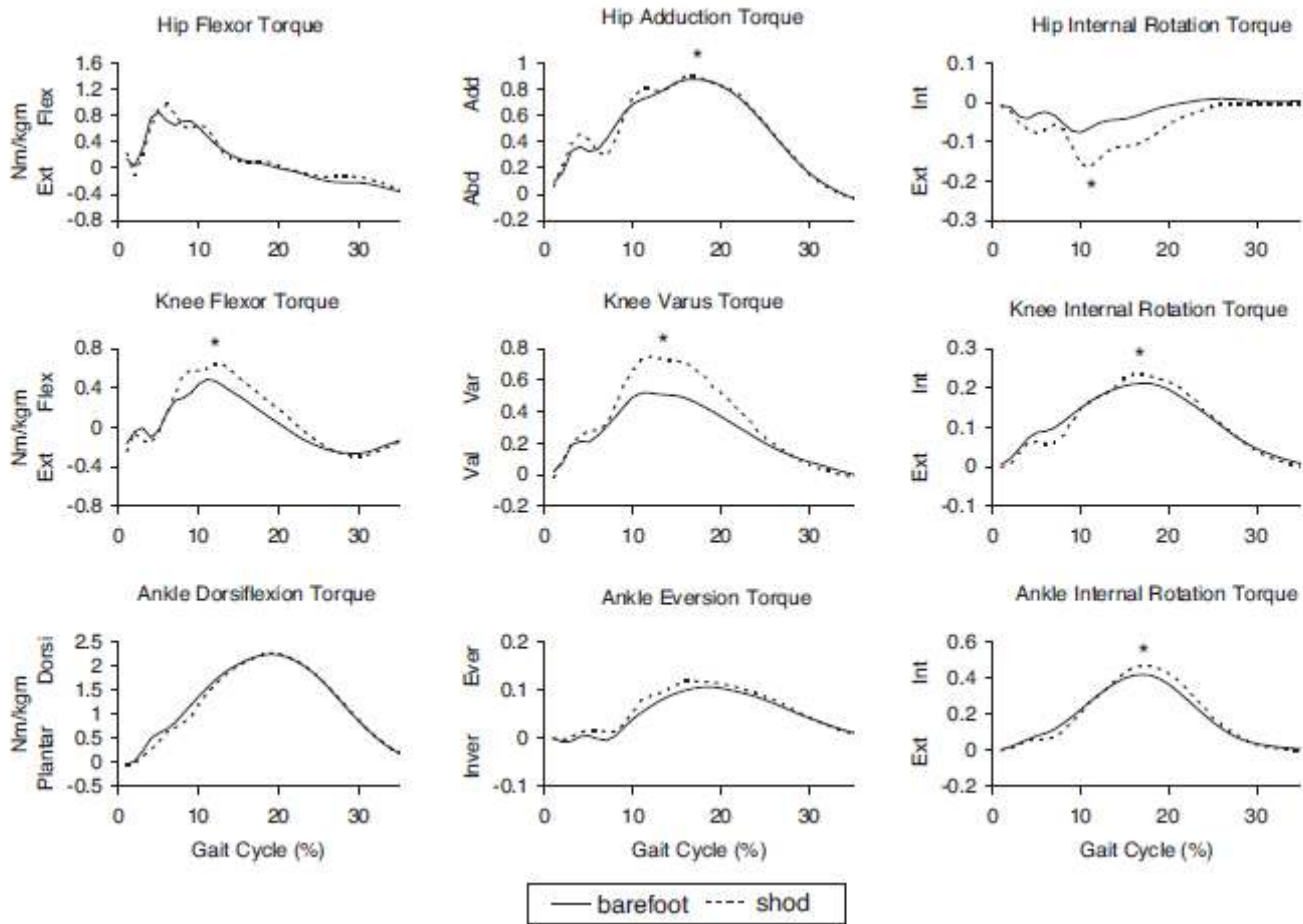 Hip Flexor Torque
Hip Adduction Torque
Hip Internal Rotation Torque
Nm/kgm
Ext Flex
1.6
1.2
0.8
0.4
0
-0.4
-0.8
0 10 20 30
Abd Add
1
0.8
0.6
0.4
0.2
0
-0.2
0 10 20 30
*
Ext Int
0.1
0
-0.1
-0.2
-0.3
0 10 20 30
*
Knee Flexor Torque
Knee Varus Torque
Knee Internal Rotation Torque
Nm/kgm
Ext Flex
0.8
0.4
0
-0.4
-0.8
0 10 20 30
*
Val Var
0.8
0.6
0.4
0.2
0
-0.2
0 10 20 30
*
Ext Int
0.3
0.2
0.1
0
-0.1
0 10 20 30
*
Ankle Dorsiflexion Torque
Ankle Eversion Torque
Ankle Internal Rotation Torque
Nm/kgm
Plantar Dorsi
2.5
2
1.5
1
0.5
0
-0.5
0 10 20 30
Gait Cycle (%)
Inver Ever
0.2
0.1
0
-0.1
0 10 20 30
Gait Cycle (%)
Ext Int
0.6
0.4
0.2
0
-0.2
0 10 20 30
*
Gait Cycle (%)
barefoot shod